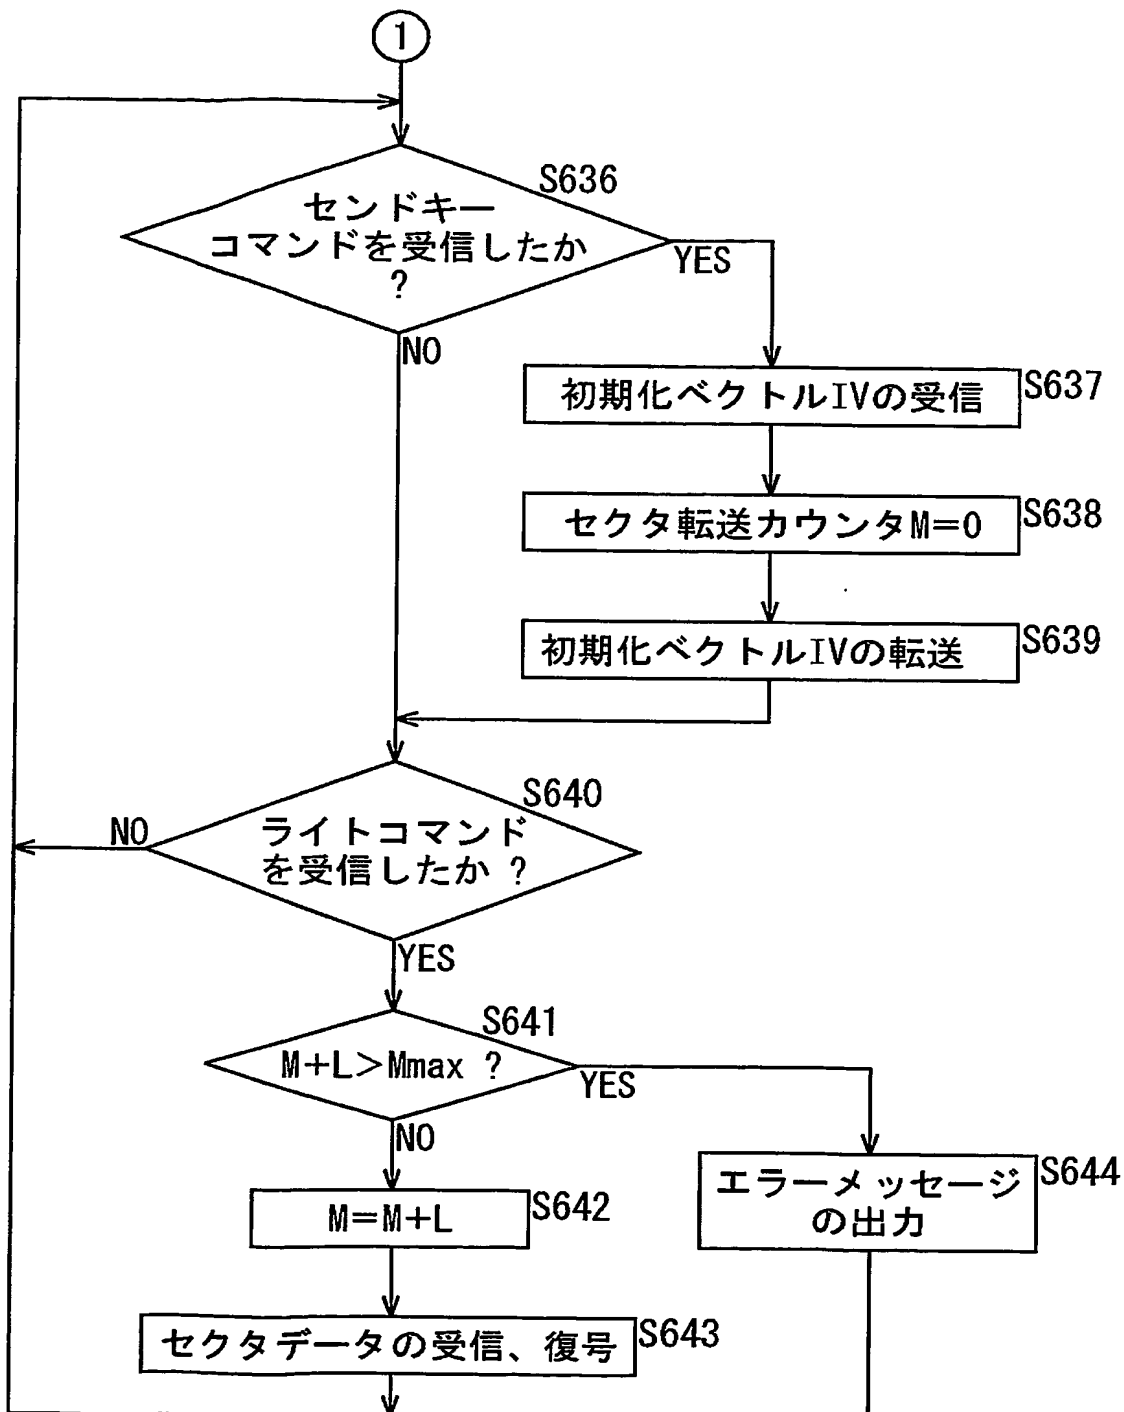 1
S636
センドキー
コマンドを受信したか
?
YES
NO
初期化ベクトルIVの受信
S637
セクタ転送カウンタM=0
S638
初期化ベクトルIVの転送
S639
S640
NO
ライトコマンド
を受信したか ?
YES
S641
M+L>Mmax ?
YES
NO
エラーメッセージ
の出力
S644
M=M+L
S642
セクタデータの受信、復号
S643